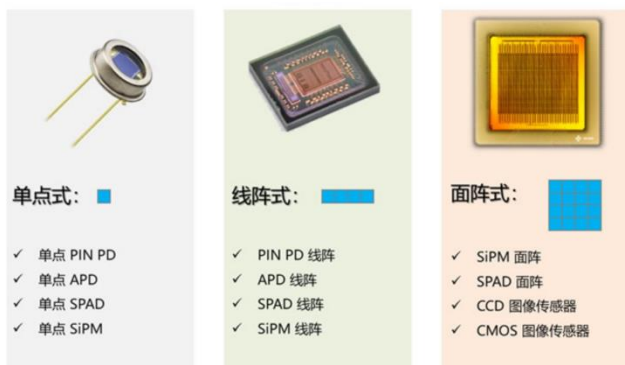 单点式：
✓ 单点 PIN PD
✓ 单点 APD
✓ 单点 SPAD
✓ 单点 SiPM
线阵式：
✓ PIN PD 线阵
✓ APD 线阵
✓ SPAD 线阵
✓ SiPM 线阵
面阵式：
✓ SiPM 面阵
✓ SPAD 面阵
✓ CCD 图像传感器
✓ CMOS 图像传感器